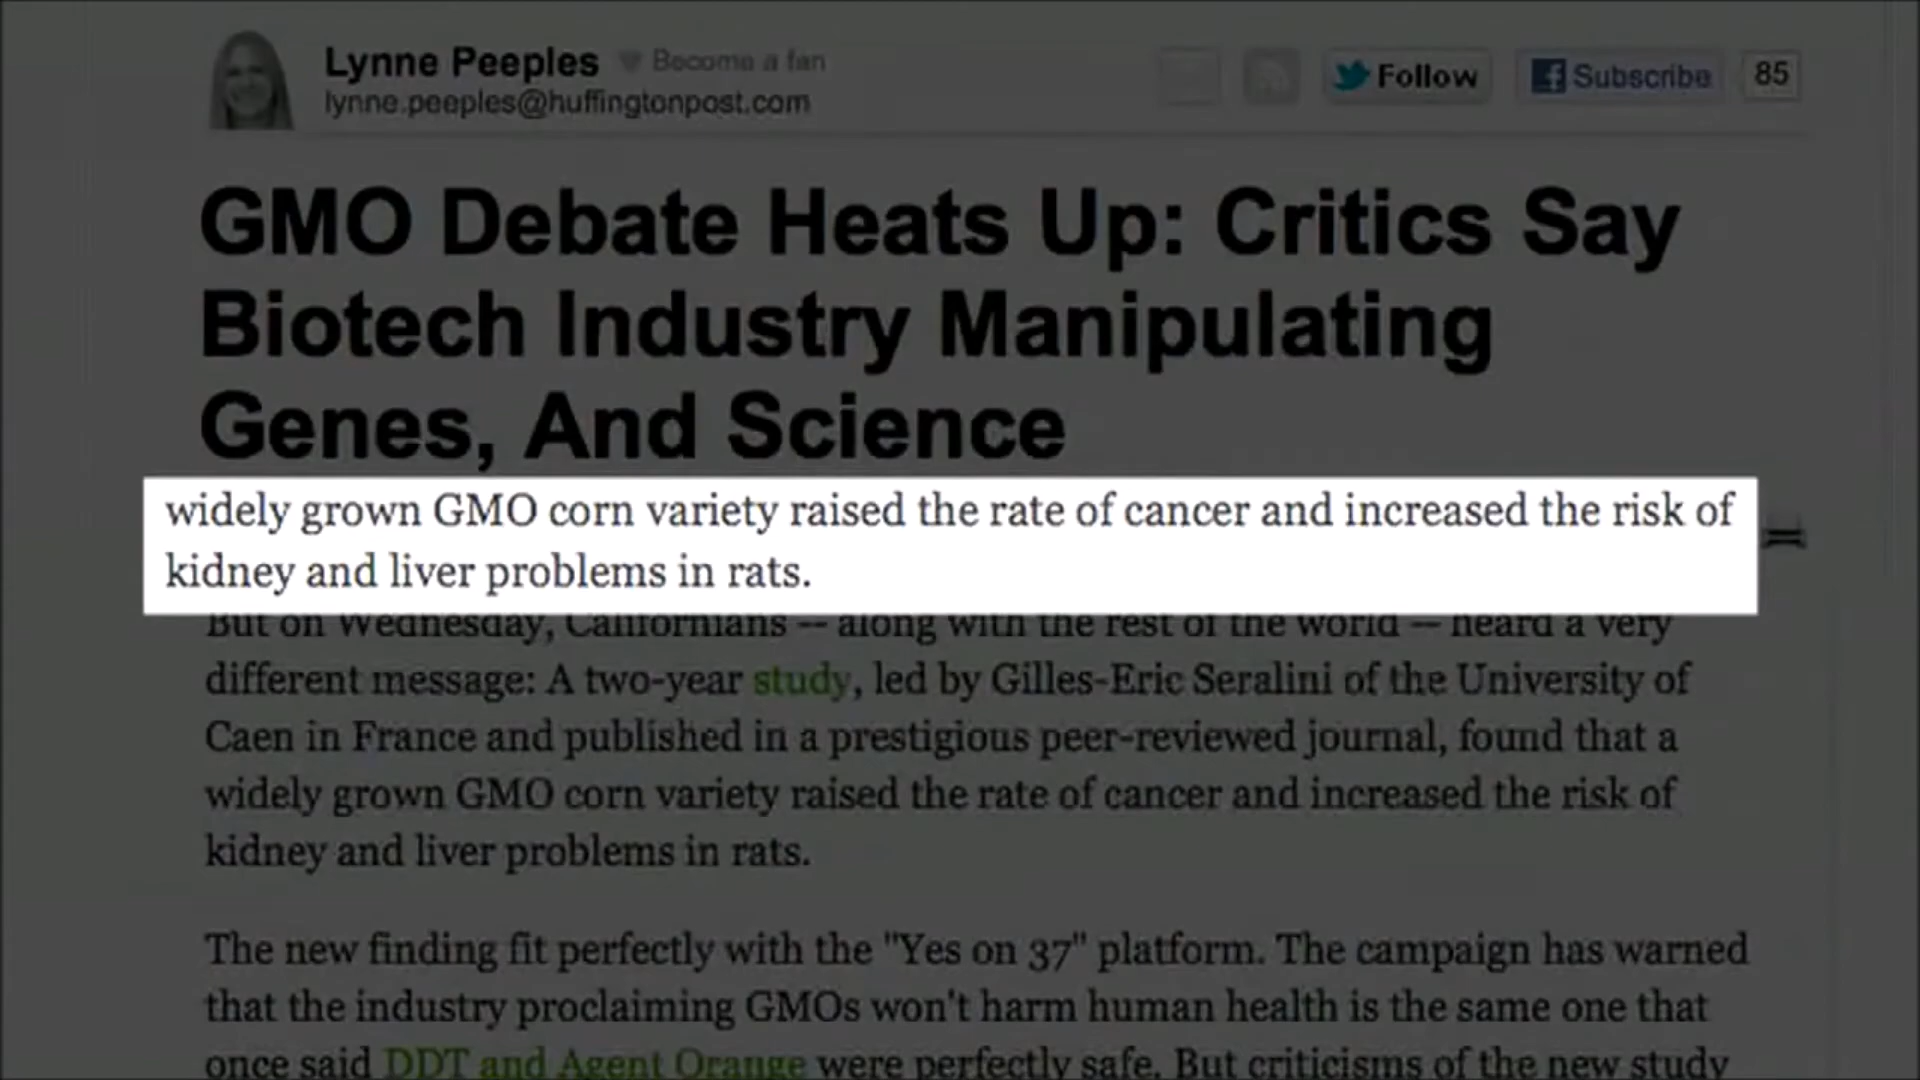 Lynne Peeples Become a fan
lynne.peeples@huffingtonpost.com
Follow
Subscribe
85
GMO Debate Heats Up: Critics Say
Biotech Industry Manipulating
Genes, And Science
widely grown GMO corn variety raised the rate of cancer and increased the risk of
kidney and liver problems in rats.
But on Wednesday, Californians -- along with the rest of the world -- heard a very
different message: A two-year study, led by Gilles-Eric Seralini of the University of
Caen in France and published in a prestigious peer-reviewed journal, found that a
widely grown GMO corn variety raised the rate of cancer and increased the risk of
kidney and liver problems in rats.
The new finding fit perfectly with the "Yes on 37" platform. The campaign has warned
that the industry proclaiming GMOs won't harm human health is the same one that
once said DDT and Agent Orange were perfectly safe. But criticisms of the new study